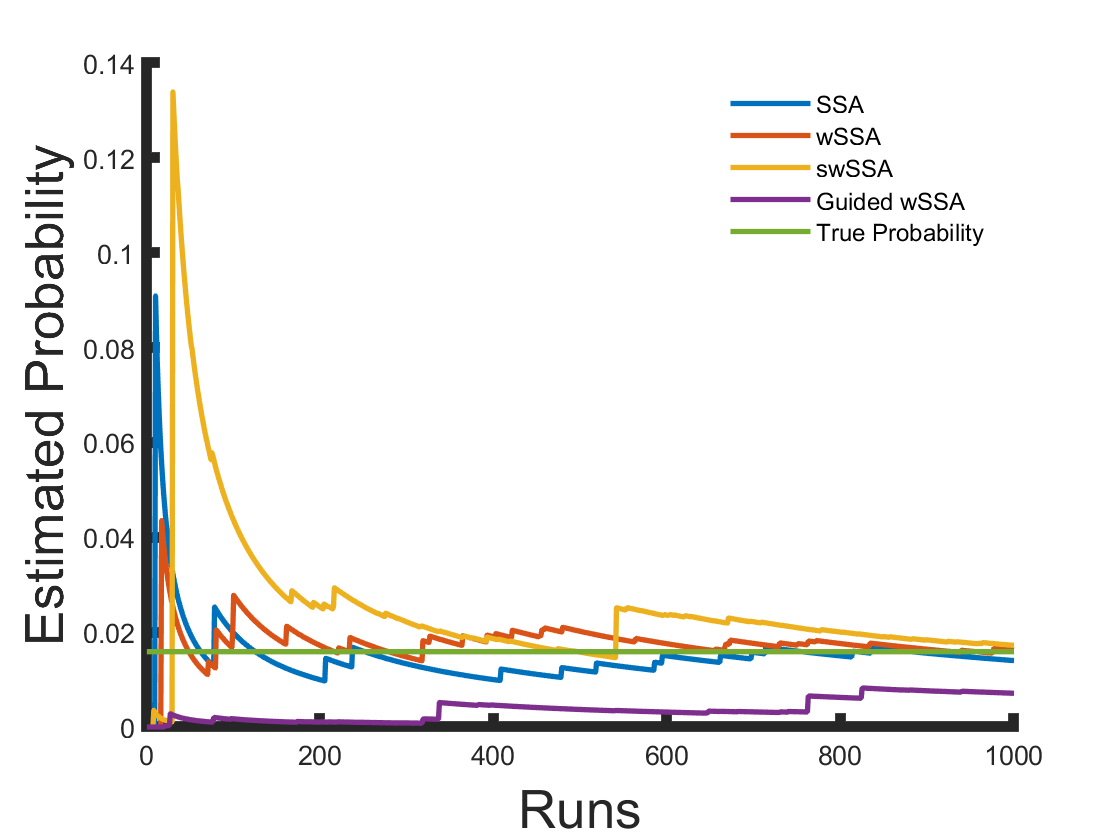 0.14
0.12
0.1
0.08
0.06
0.04
0.02
0
Estimated Probability
SSA
wSSA
swSSA
Guided wSSA
True Probability
0 200 400 600 800 1000
Runs